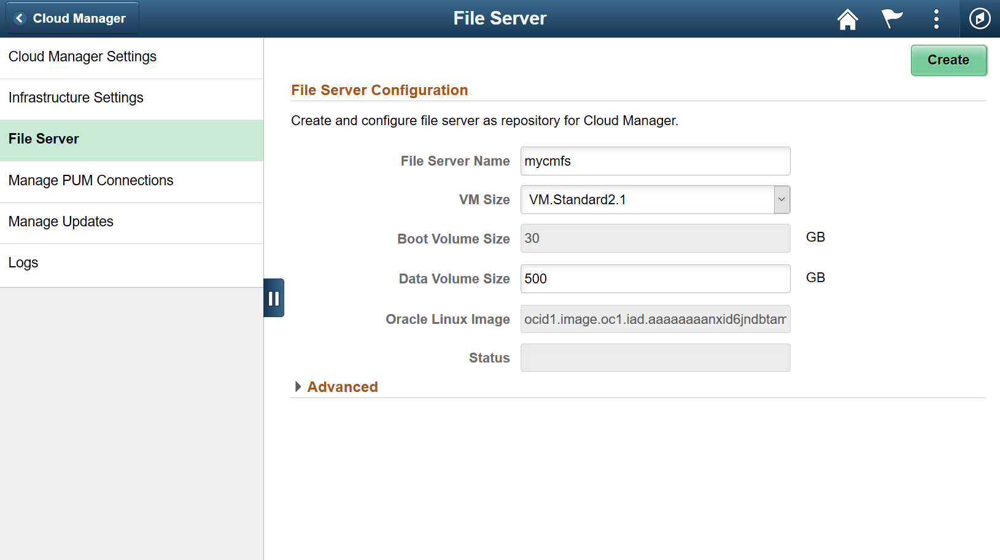 Cloud Manager
File Server
Cloud Manager Settings
Infrastructure Settings
File Server
Manage PUM Connections
Manage Updates
Logs
Create
File Server Configuration
Create and configure file server as repository for Cloud Manager.
File Server Name mycmfs
VM Size VM.Standard2.1
Boot Volume Size 30 GB
Data Volume Size 500 GB
Oracle Linux Image ocid1.image.oc1.iad.aaaaaaaanxid6jndbtam
Status
Advanced